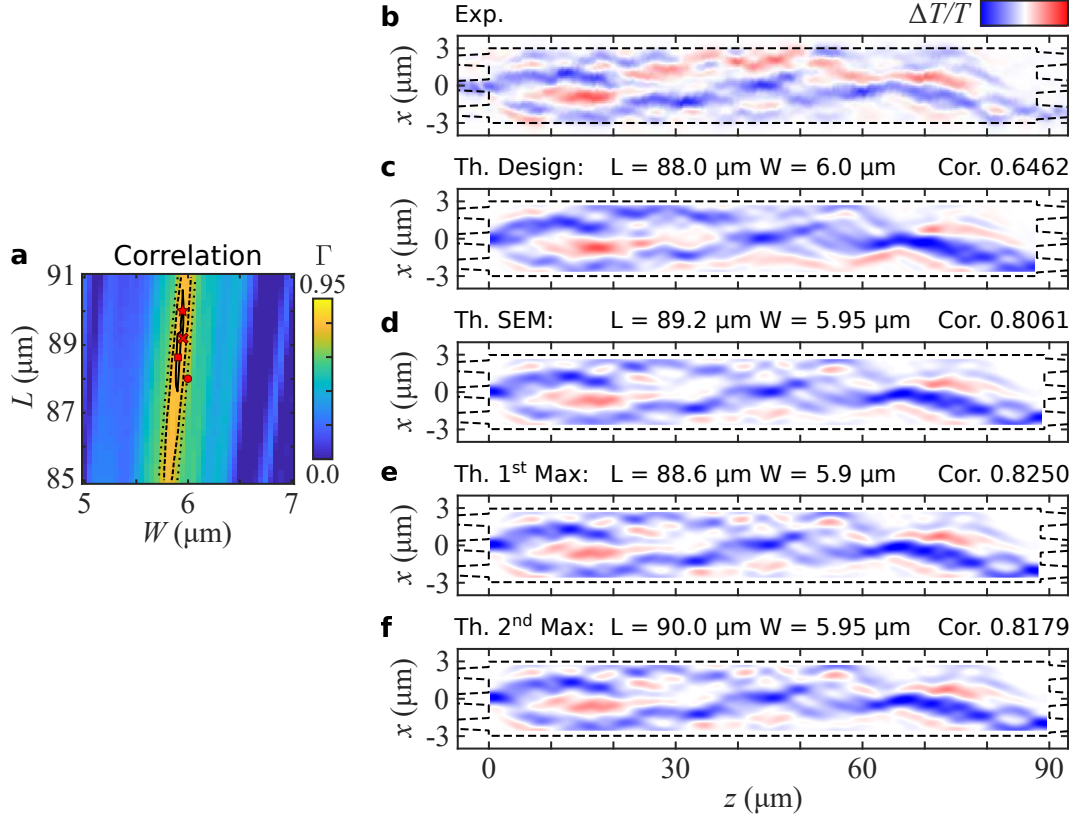 b Exp. ΔT/T
3
0
-3
x (μm)
c Th. Design: L = 88.0 μm W = 6.0 μm Cor. 0.6462
3
0
-3
x (μm)
a Correlation Γ
91
89
87
85
L (μm)
5 6 7
W (μm)
0.95
0.0
d Th. SEM: L = 89.2 μm W = 5.95 μm Cor. 0.8061
3
0
-3
x (μm)
e Th. 1st Max: L = 88.6 μm W = 5.9 μm Cor. 0.8250
3
0
-3
x (μm)
f Th. 2nd Max: L = 90.0 μm W = 5.95 μm Cor. 0.8179
3
0
-3
x (μm)
0 30 60 90
z (μm)